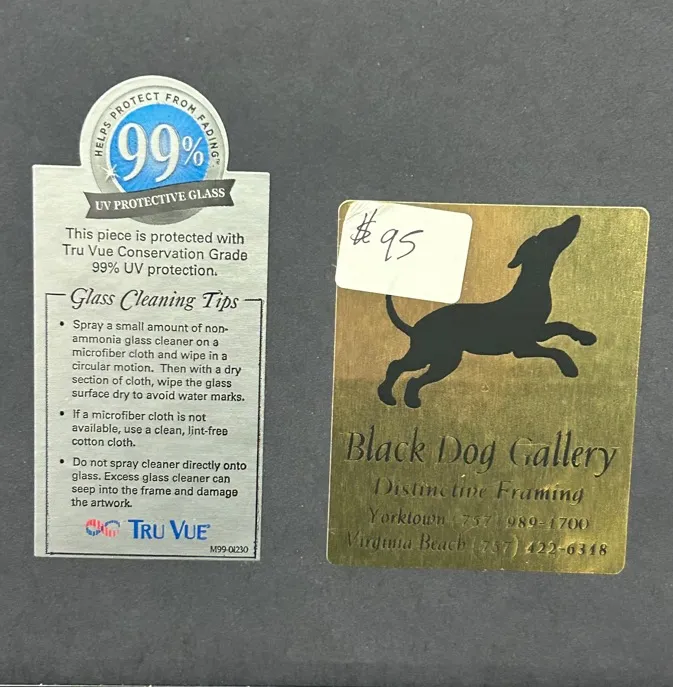 HELPS PROTECT FROM FADING™
99%
UV PROTECTIVE GLASS
This piece is protected with
Tru Vue Conservation Grade
99% UV protection.
Glass Cleaning Tips
• Spray a small amount of non-
ammonia glass cleaner on a
microfiber cloth and wipe in a
circular motion. Then with a dry
section of cloth, wipe the glass
surface dry to avoid water marks.
• If a microfiber cloth is not
available, use a clean, lint-free
cotton cloth.
• Do not spray cleaner directly onto
glass. Excess glass cleaner can
seep into the frame and damage
the artwork.
TRU VUE®
M99-01230
$95
Black Dog Gallery
Distinctive Framing
Yorktown (757) 989-1700
Virginia Beach (757) 422-6318